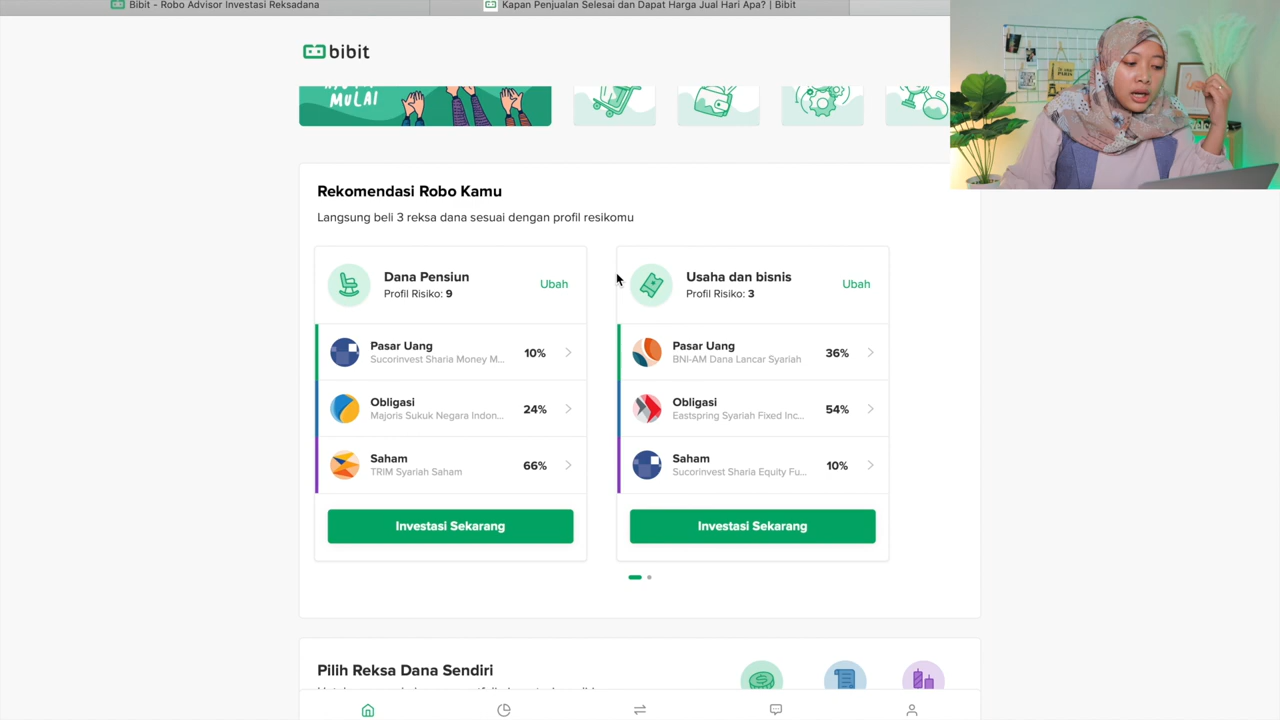 Bibit - Robo Advisor Investasi Reksadana
Kapan Penjualan Selesai dan Dapat Harga Jual Hari Apa? | Bibit
bibit
MULAI
Rekomendasi Robo Kamu
Langsung beli 3 reksa dana sesuai dengan profil resikomu
Dana Pensiun
Profil Risiko: 9
Ubah
Pasar Uang
Sucorinvest Sharia Money M...
10%
Obligasi
Majoris Sukuk Negara Indon...
24%
Saham
TRIM Syariah Saham
66%
Investasi Sekarang
Usaha dan bisnis
Profil Risiko: 3
Ubah
Pasar Uang
BNI-AM Dana Lancar Syariah
36%
Obligasi
Eastspring Syariah Fixed Inc...
54%
Saham
Sucorinvest Sharia Equity Fu...
10%
Investasi Sekarang
Pilih Reksa Dana Sendiri